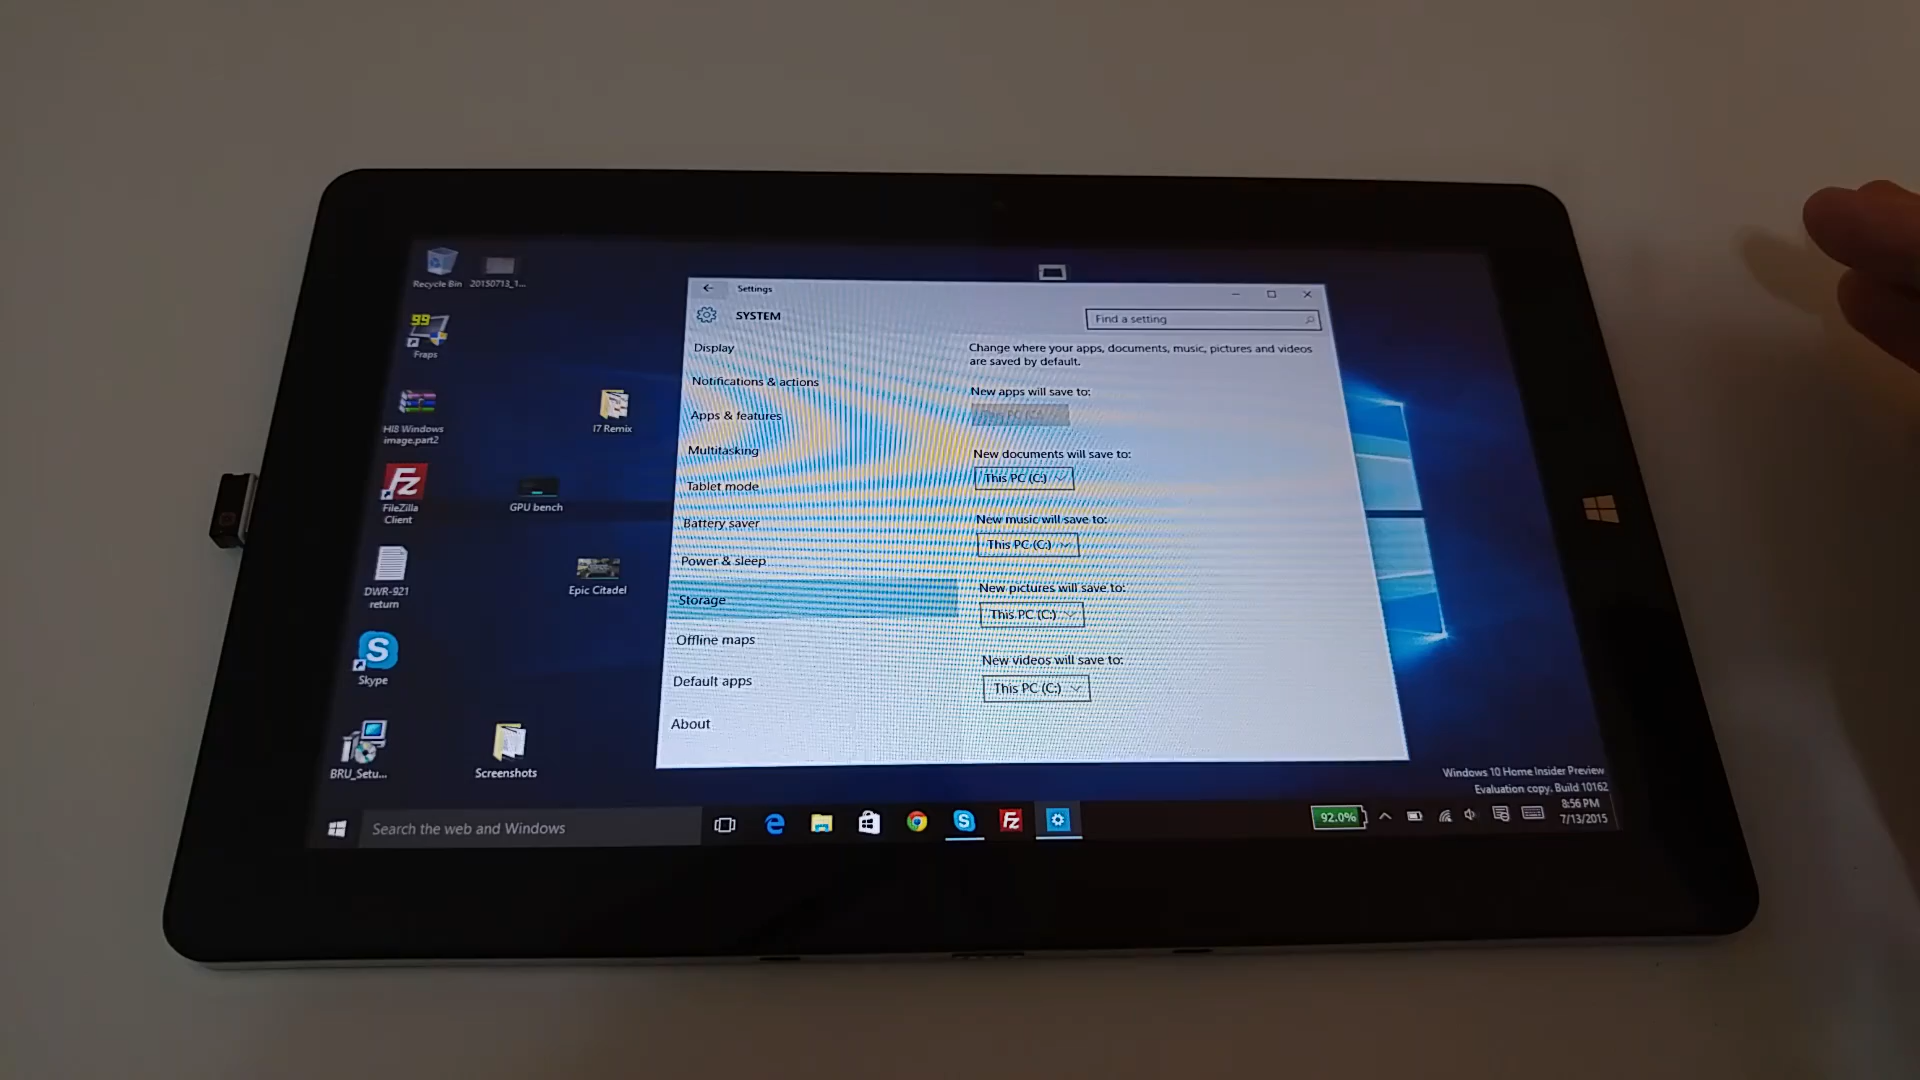 Recycle Bin
20150713_1...
99
Fraps
HI8 Windows
image.part2
I7 Remix
FileZilla
Client
GPU bench
DWR-921
return
Epic Citadel
Skype
BRU_Setu...
Screenshots
Settings
SYSTEM
Find a setting
Display
Notifications & actions
Apps & features
Multitasking
Tablet mode
Battery saver
Power & sleep
Storage
Offline maps
Default apps
About
Change where your apps, documents, music, pictures and videos
are saved by default.
New apps will save to:
New documents will save to:
This PC (C:)
New music will save to:
This PC (C:)
New pictures will save to:
This PC (C:)
New videos will save to:
This PC (C:)
Windows 10 Home Insider Preview
Evaluation copy. Build 10162
Search the web and Windows
92.0%
8:56 PM
7/13/2015